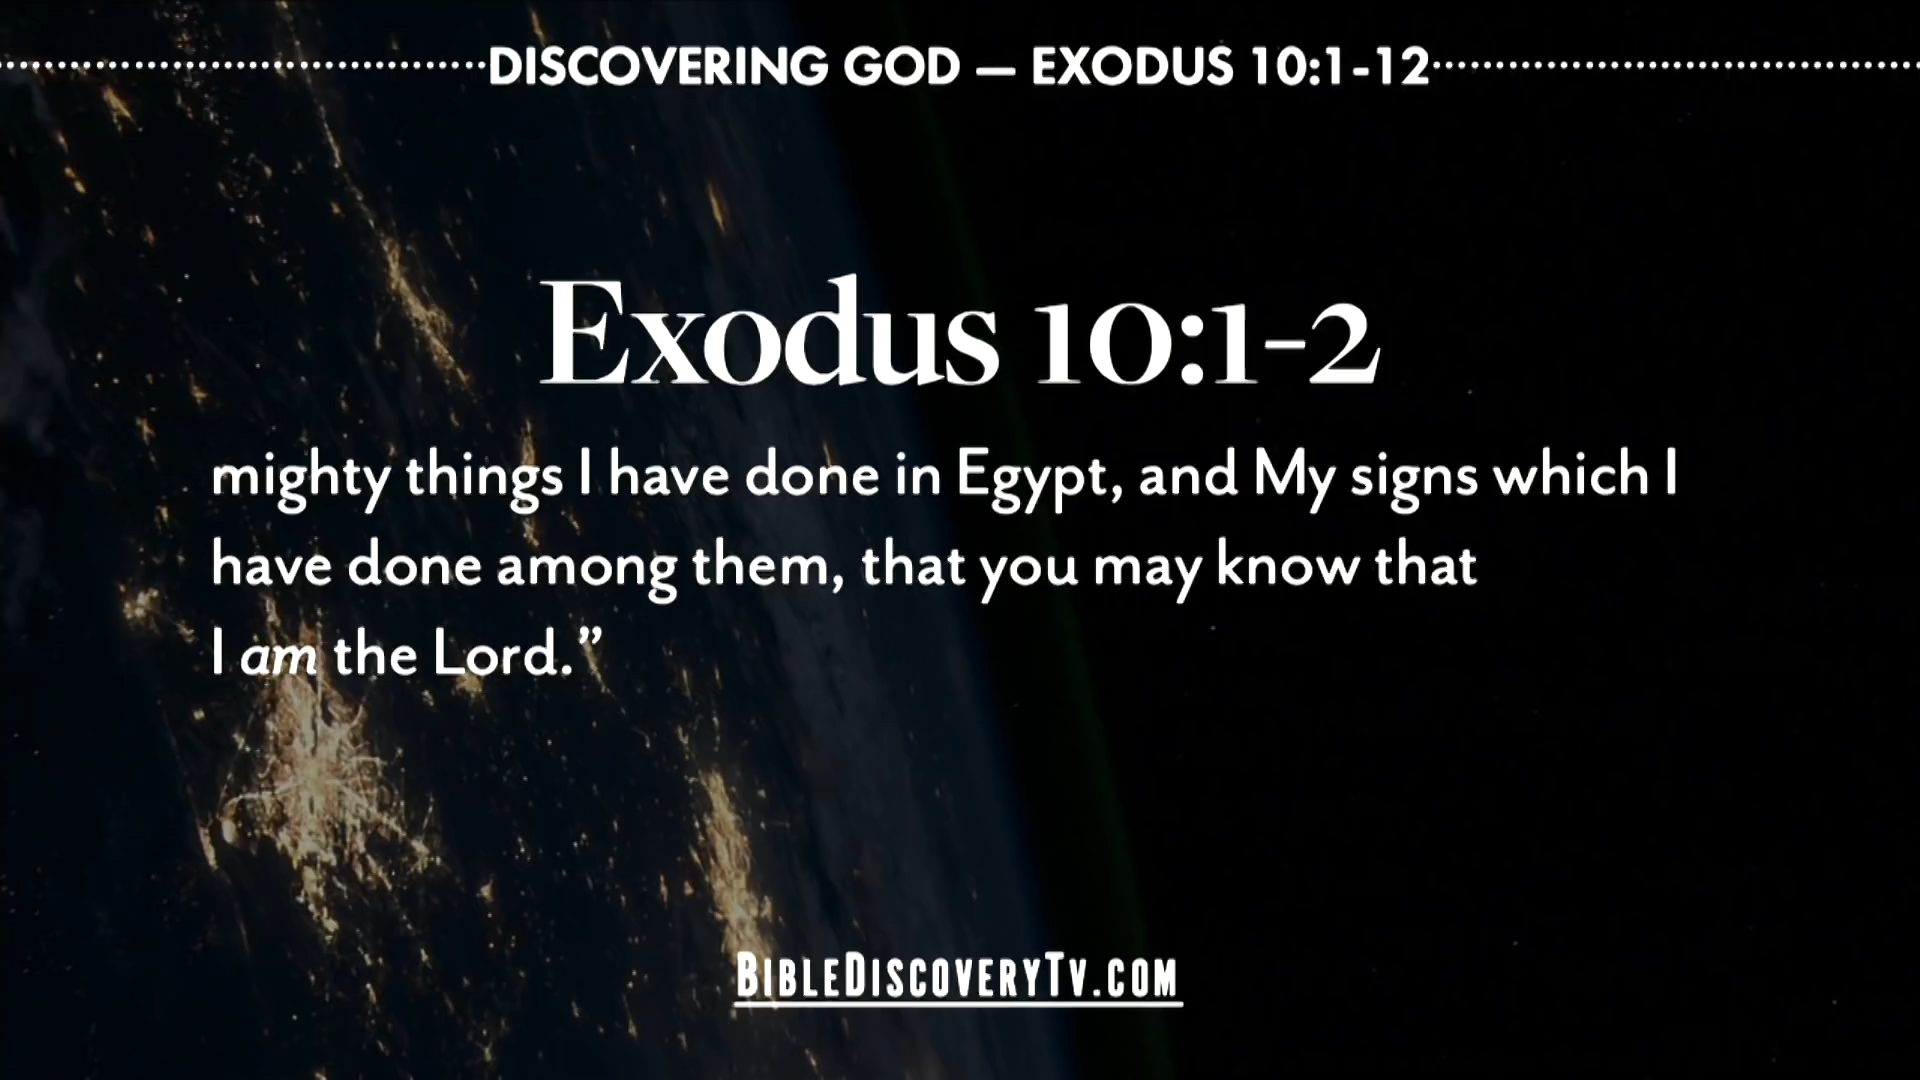 DISCOVERING GOD — EXODUS 10:1-12
Exodus 10:1-2
mighty things I have done in Egypt, and My signs which I
have done among them, that you may know that
I am the Lord.”
BIBLEDISCOVERYTV.COM